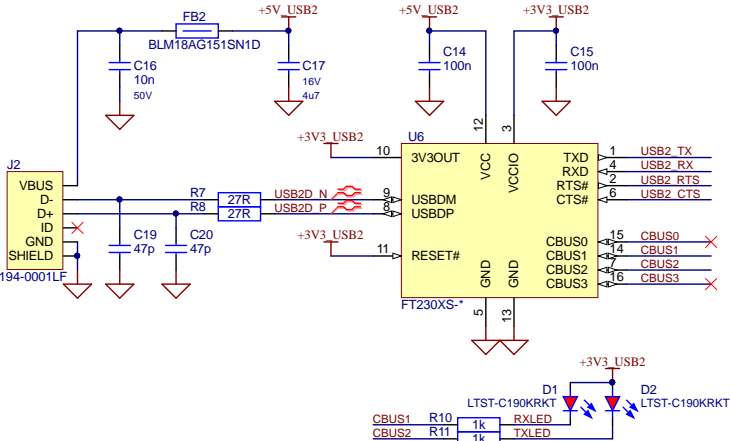 FB2
+5V_USB2
BLM18AG151SN1D
C16
10n
50V
C17
16V
4u7
+5V_USB2
C14
100n
+3V3_USB2
C15
100n
J2
VBUS
D-
D+
ID
GND
SHIELD
194-0001LF
R7
27R
USB2D_N
R8
27R
USB2D_P
C19
47p
C20
47p
+3V3_USB2
+3V3_USB2
U6
12
3
VCC
VCCIO
10
3V3OUT
9
USBDM
8
USBDP
11
RESET#
TXD
1
USB2_TX
RXD
4
USB2_RX
RTS#
2
USB2_RTS
CTS#
6
USB2_CTS
CBUS0
15
CBUS0
CBUS1
14
CBUS1
CBUS2
7
CBUS2
CBUS3
16
CBUS3
GND
GND
5
13
FT230XS-*
+3V3_USB2
D1
LTST-C190KRKT
D2
LTST-C190KRKT
CBUS1
R10
1k
RXLED
CBUS2
R11
1k
TXLED